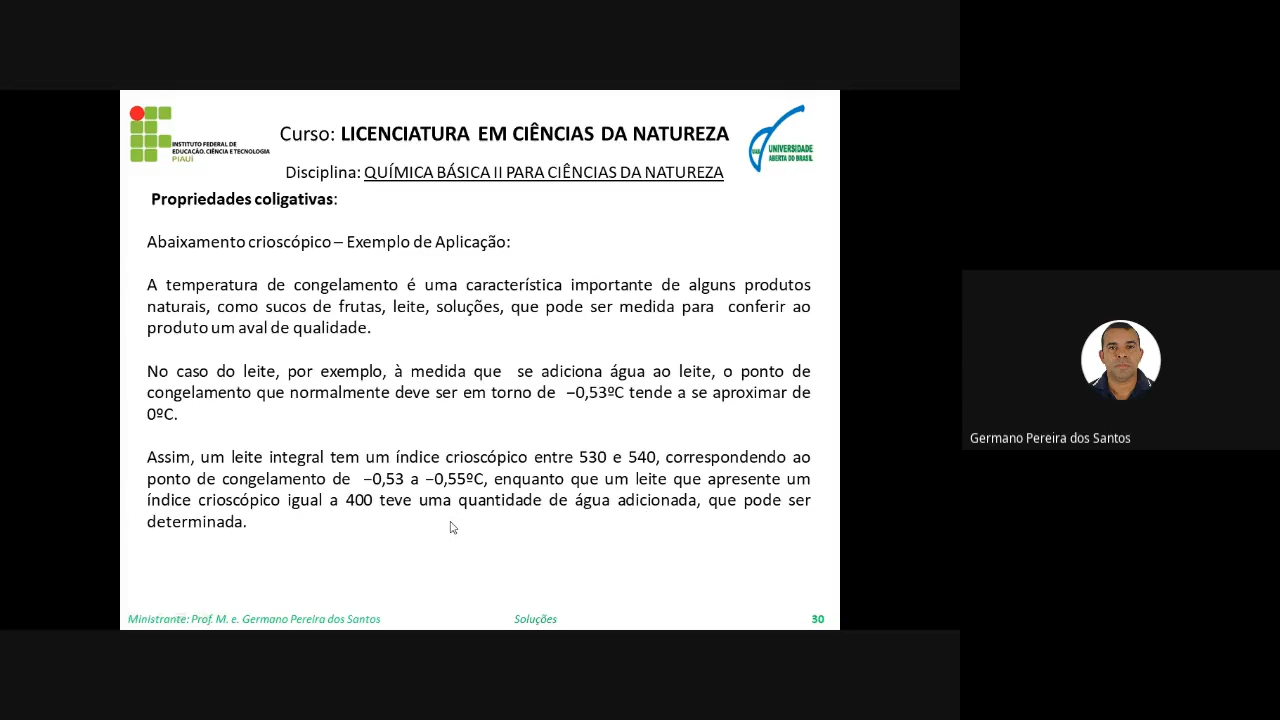 INSTITUTO FEDERAL DE
EDUCAÇÃO, CIÊNCIA E TECNOLOGIA
PIAUÍ
Curso: LICENCIATURA EM CIÊNCIAS DA NATUREZA
UAB UNIVERSIDADE
ABERTA DO BRASIL
Disciplina: QUÍMICA BÁSICA II PARA CIÊNCIAS DA NATUREZA
Propriedades coligativas:
Abaixamento crioscópico – Exemplo de Aplicação:
A temperatura de congelamento é uma característica importante de alguns produtos
naturais, como sucos de frutas, leite, soluções, que pode ser medida para conferir ao
produto um aval de qualidade.
No caso do leite, por exemplo, à medida que se adiciona água ao leite, o ponto de
congelamento que normalmente deve ser em torno de −0,53ºC tende a se aproximar de
0ºC.
Assim, um leite integral tem um índice crioscópico entre 530 e 540, correspondendo ao
ponto de congelamento de −0,53 a −0,55ºC, enquanto que um leite que apresente um
índice crioscópico igual a 400 teve uma quantidade de água adicionada, que pode ser
determinada.
Ministrante: Prof. M. e. Germano Pereira dos Santos
Soluções
30
Germano Pereira dos Santos